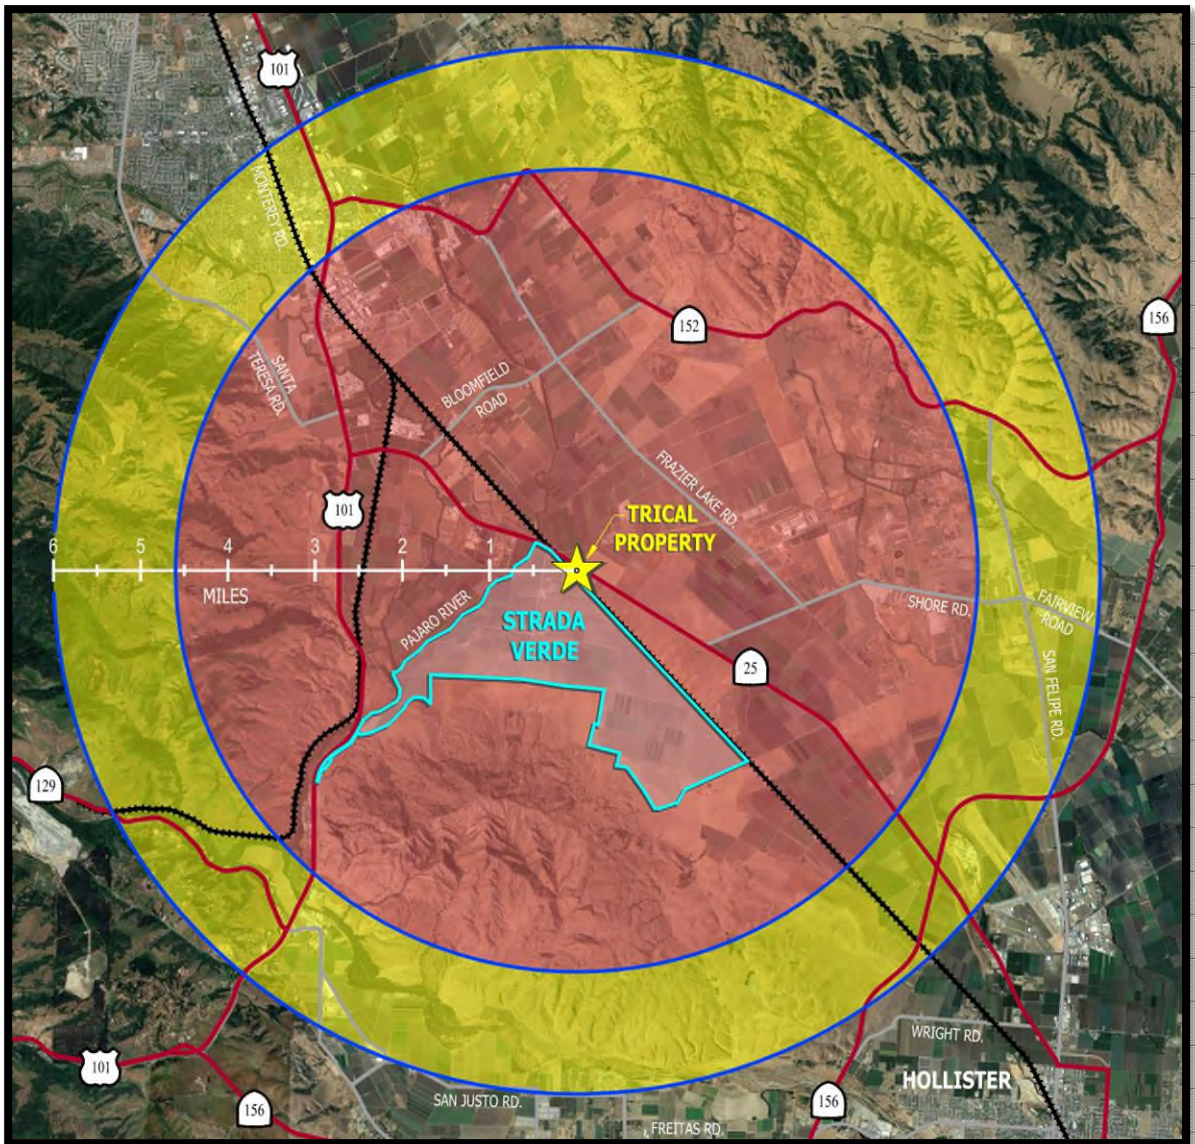 101
MONTEREY RD.
152
156
SANTA
TERESA RD.
BLOOMFIELD
ROAD
FRAZIER LAKE RD.
101
TRICAL
PROPERTY
6 5 4 3 2 1
MILES
PAJARO RIVER
STRADA
VERDE
SHORE RD.
FAIRVIEW
ROAD
SAN FELIPE RD.
25
129
WRIGHT RD.
101
HOLLISTER
156
SAN JUSTO RD.
156
FREITAS RD.